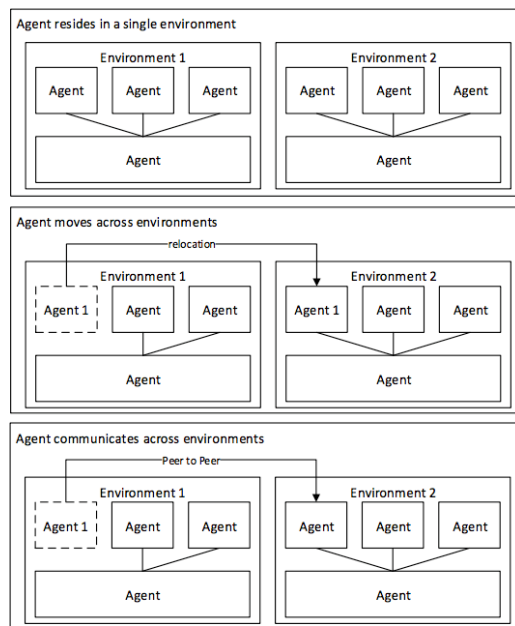 Agent resides in a single environment
Environment 1
Environment 2
Agent
Agent
Agent
Agent
Agent
Agent
Agent
Agent
Agent moves across environments
relocation
Environment 1
Environment 2
Agent 1
Agent
Agent
Agent 1
Agent
Agent
Agent
Agent
Agent communicates across environments
Peer to Peer
Environment 1
Environment 2
Agent 1
Agent
Agent
Agent
Agent
Agent
Agent
Agent